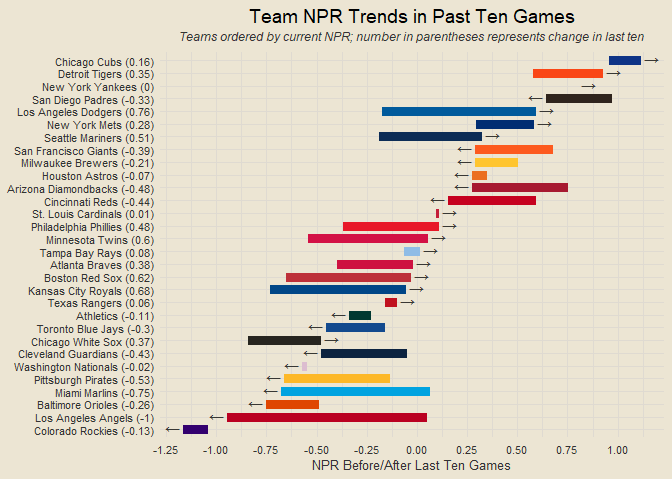 Team NPR Trends in Past Ten Games
Teams ordered by current NPR; number in parentheses represents change in last ten
Chicago Cubs (0.16)
Detroit Tigers (0.35)
New York Yankees (0)
San Diego Padres (-0.33)
Los Angeles Dodgers (0.76)
New York Mets (0.28)
Seattle Mariners (0.51)
San Francisco Giants (-0.39)
Milwaukee Brewers (-0.21)
Houston Astros (-0.07)
Arizona Diamondbacks (-0.48)
Cincinnati Reds (-0.44)
St. Louis Cardinals (0.01)
Philadelphia Phillies (0.48)
Minnesota Twins (0.6)
Tampa Bay Rays (0.08)
Atlanta Braves (0.38)
Boston Red Sox (0.62)
Kansas City Royals (0.68)
Texas Rangers (0.06)
Athletics (-0.11)
Toronto Blue Jays (-0.3)
Chicago White Sox (0.37)
Cleveland Guardians (-0.43)
Washington Nationals (-0.02)
Pittsburgh Pirates (-0.53)
Miami Marlins (-0.75)
Baltimore Orioles (-0.26)
Los Angeles Angels (-1)
Colorado Rockies (-0.13)
-1.25 -1.00 -0.75 -0.50 -0.25 0.00 0.25 0.50 0.75 1.00
NPR Before/After Last Ten Games